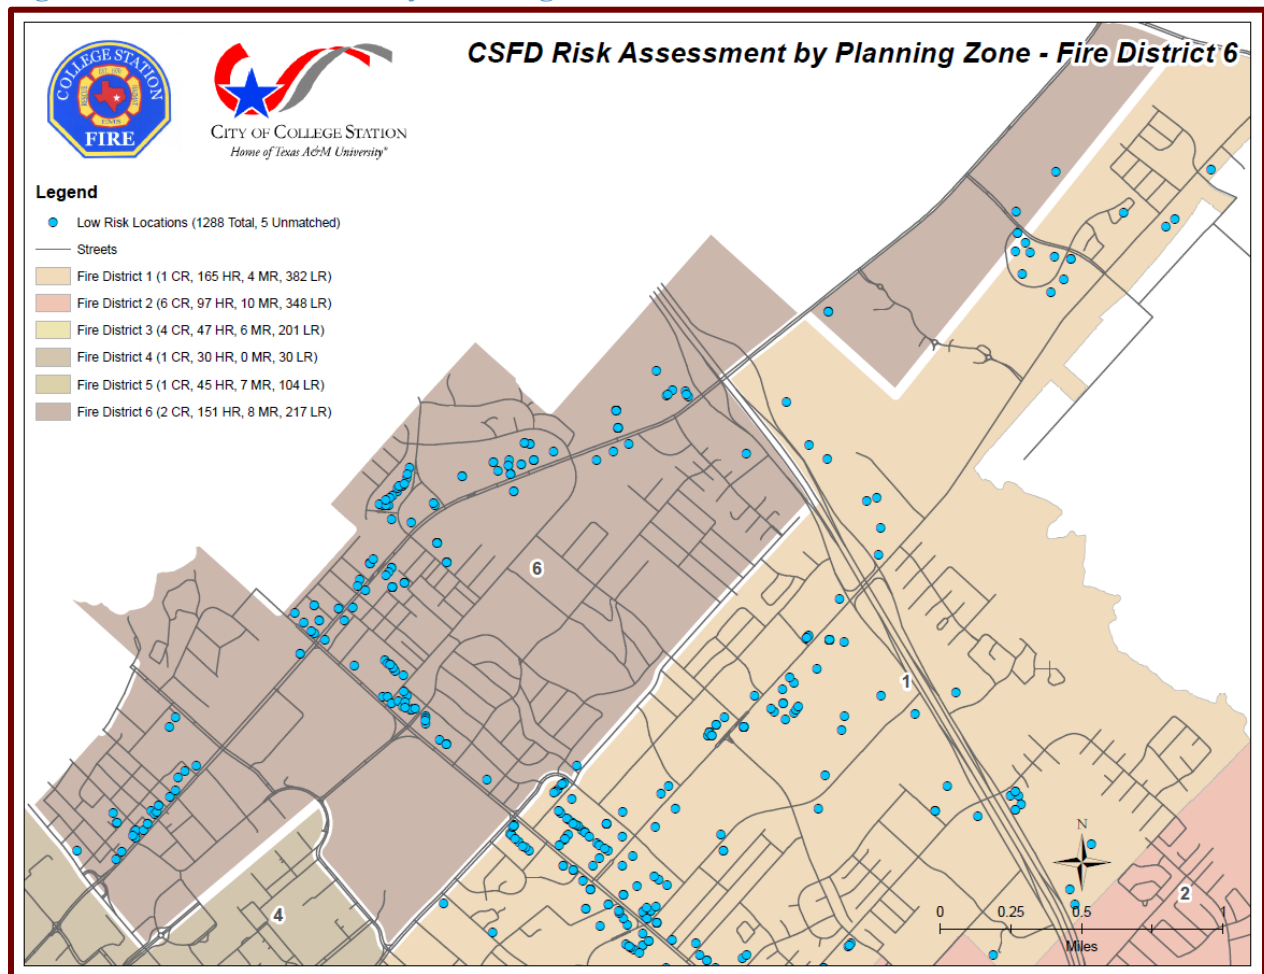 CSFD Risk Assessment by Planning Zone - Fire District 6
COLLEGE STATION
FIRE
EMS
CITY OF COLLEGE STATION
Home of Texas A&M University®
Legend
Low Risk Locations (1288 Total, 5 Unmatched)
Streets
Fire District 1 (1 CR, 165 HR, 4 MR, 382 LR)
Fire District 2 (6 CR, 97 HR, 10 MR, 348 LR)
Fire District 3 (4 CR, 47 HR, 6 MR, 201 LR)
Fire District 4 (1 CR, 30 HR, 0 MR, 30 LR)
Fire District 5 (1 CR, 45 HR, 7 MR, 104 LR)
Fire District 6 (2 CR, 151 HR, 8 MR, 217 LR)
6
1
4
2
N
0 0.25 0.5 1
Miles